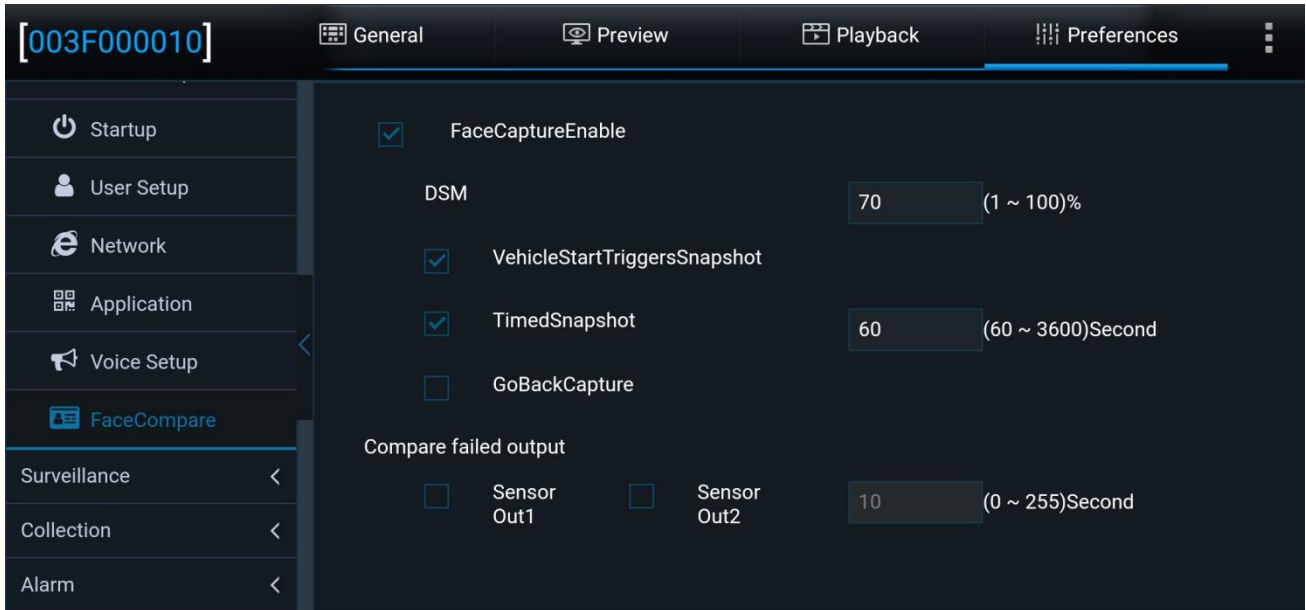 [003F000010]
General
Preview
Playback
Preferences
Startup
User Setup
Network
Application
Voice Setup
FaceCompare
Surveillance
Collection
Alarm
FaceCaptureEnable
DSM
70 (1 ~ 100)%
VehicleStartTriggersSnapshot
TimedSnapshot
60 (60 ~ 3600)Second
GoBackCapture
Compare failed output
Sensor
Out1
Sensor
Out2
10 (0 ~ 255)Second